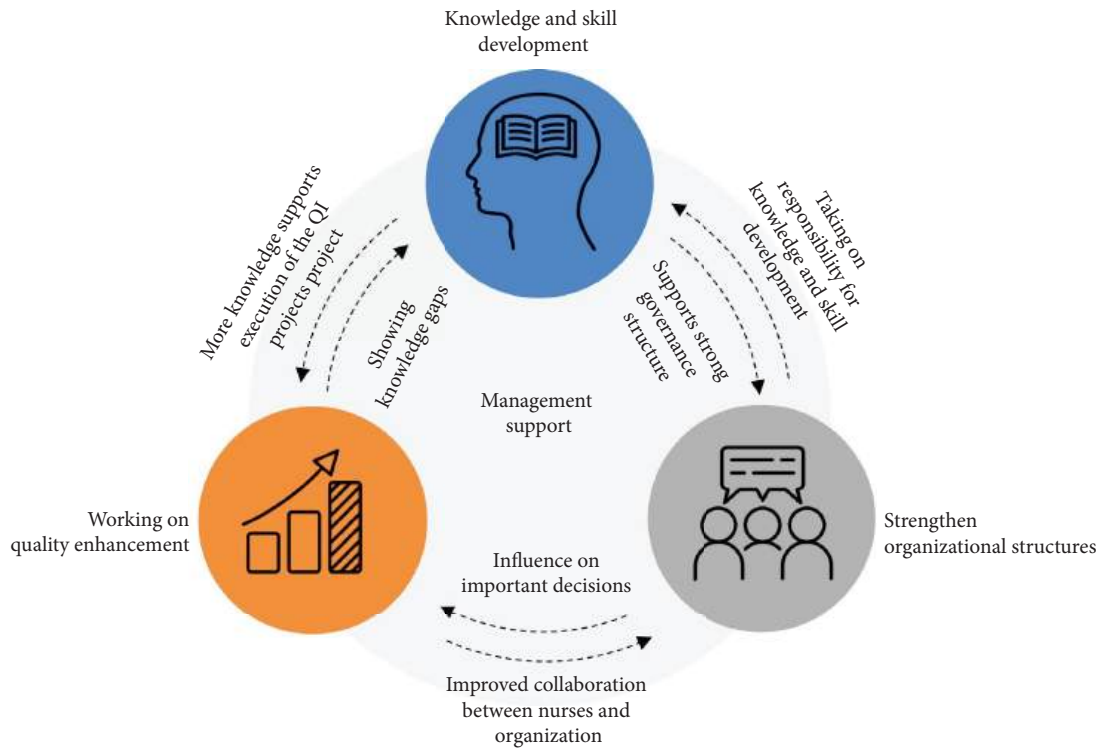 Knowledge and skill
development
More knowledge supports
execution of the QI
projects project
Showing
knowledge gaps
Taking on
responsibility for
knowledge and skill
development
Supports strong
governance
structure
Management
support
Working on
quality enhancement
Strengthen
organizational structures
Influence on
important decisions
Improved collaboration
between nurses and
organization